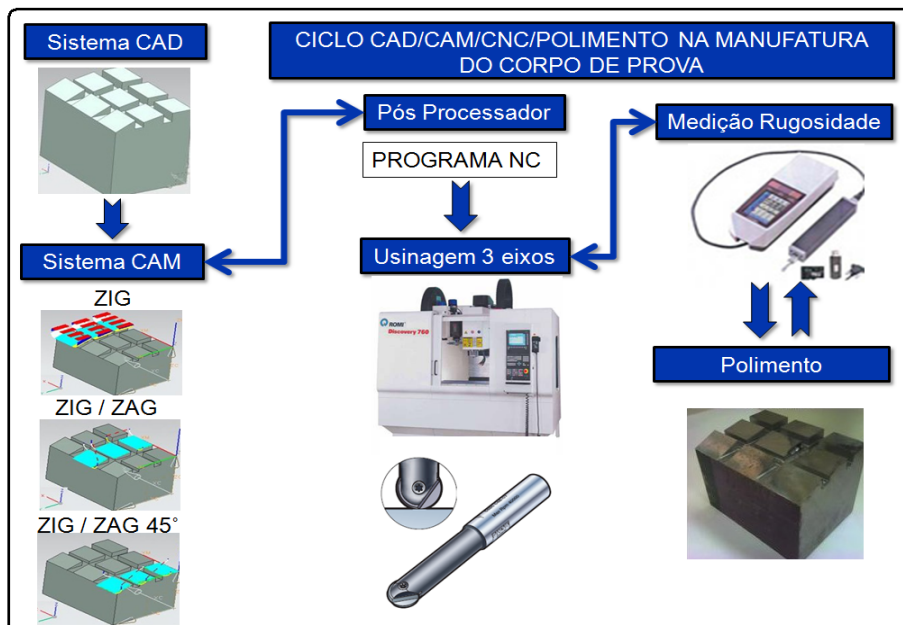 Sistema CAD
CICLO CAD/CAM/CNC/POLIMENTO NA MANUFATURA
DO CORPO DE PROVA
Pós Processador
PROGRAMA NC
Medição Rugosidade
Sistema CAM
Usinagem 3 eixos
ZIG
ROMI
Discovery 760
ZIG / ZAG
Polimento
ZIG / ZAG 45°